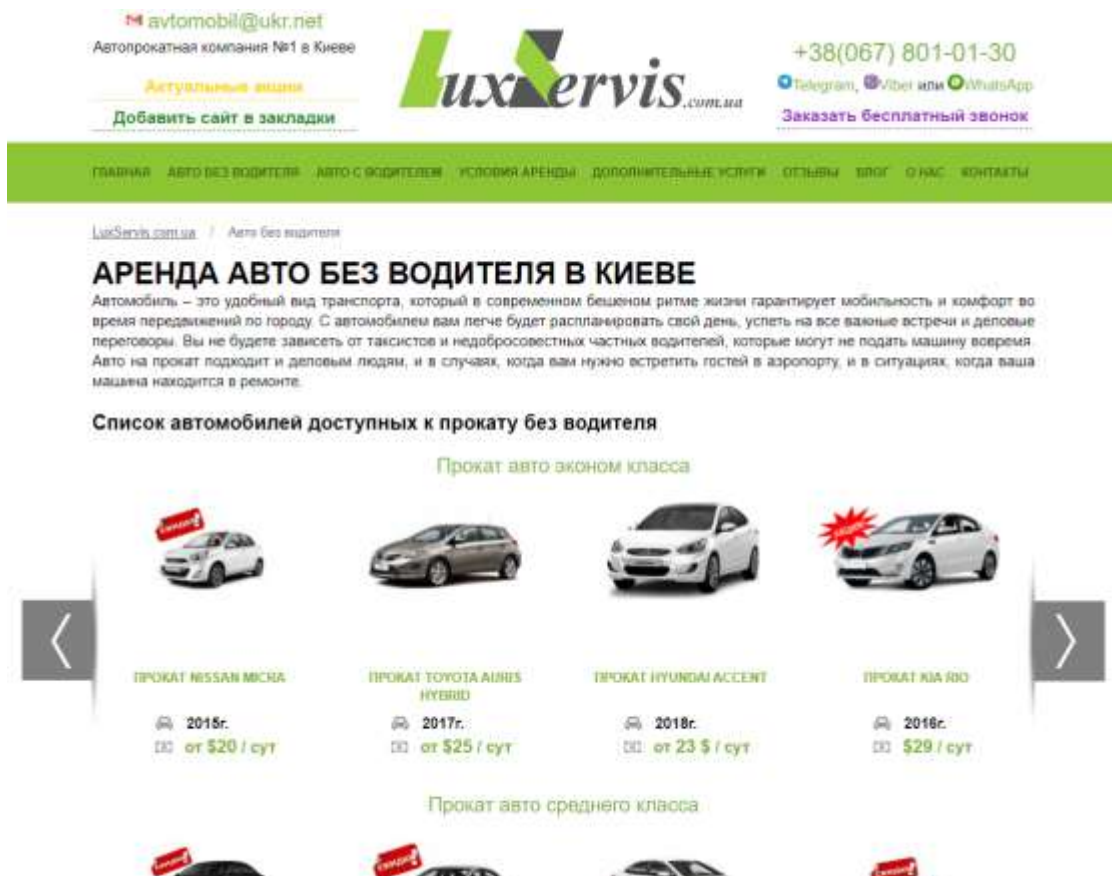 avtomobil@ukr.net
Автопрокатная компания №1 в Киеве
Актуальные акции
Добавить сайт в закладки
LuxServis.com.ua
+38(067) 801-01-30
Telegram, Viber или WhatsApp
Заказать бесплатный звонок
ГЛАВНАЯ АВТО БЕЗ ВОДИТЕЛЯ АВТО С ВОДИТЕЛЕМ УСЛОВИЯ АРЕНДЫ ДОПОЛНИТЕЛЬНЫЕ УСЛУГИ ОТЗЫВЫ БЛОГ О НАС КОНТАКТЫ
LuxServis.com.ua / Авто без водителя
АРЕНДА АВТО БЕЗ ВОДИТЕЛЯ В КИЕВЕ
Автомобиль – это удобный вид транспорта, который в современном бешеном ритме жизни гарантирует мобильность и комфорт во
время передвижений по городу. С автомобилем вам легче будет распланировать свой день, успеть на все важные встречи и деловые
переговоры. Вы не будете зависеть от таксистов и недобросовестных частных водителей, которые могут не подать машину вовремя.
Авто на прокат подходит и деловым людям, и в случаях, когда вам нужно встретить гостей в аэропорту, и в ситуациях, когда ваша
машина находится в ремонте.
Список автомобилей доступных к прокату без водителя
Прокат авто эконом класса
СКИДКИ
АКЦИЯ
ПРОКАТ NISSAN MICRA
2015г.
от $20 / сут
ПРОКАТ TOYOTA AURIS
HYBRID
2017г.
от $25 / сут
ПРОКАТ HYUNDAI ACCENT
2018г.
от 23 $ / сут
ПРОКАТ KIA RIO
2016г.
$29 / сут
Прокат авто среднего класса